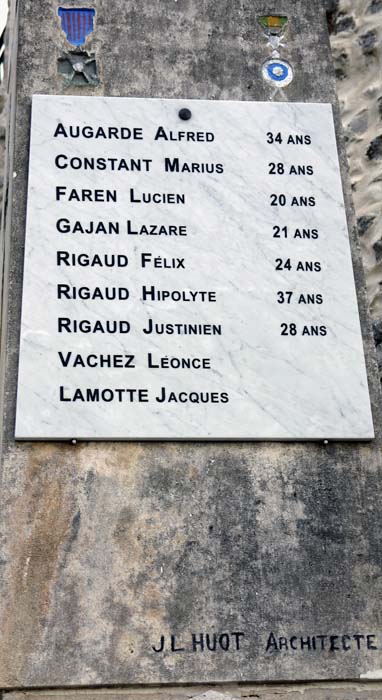 AUGARDE ALFRED 34 ANS
CONSTANT MARIUS 28 ANS
FAREN LUCIEN 20 ANS
GAJAN LAZARE 21 ANS
RIGAUD FÉLIX 24 ANS
RIGAUD HIPOLYTE 37 ANS
RIGAUD JUSTINIEN 28 ANS
VACHEZ LÉONCE
LAMOTTE JACQUES
J L HUOT ARCHITECTE